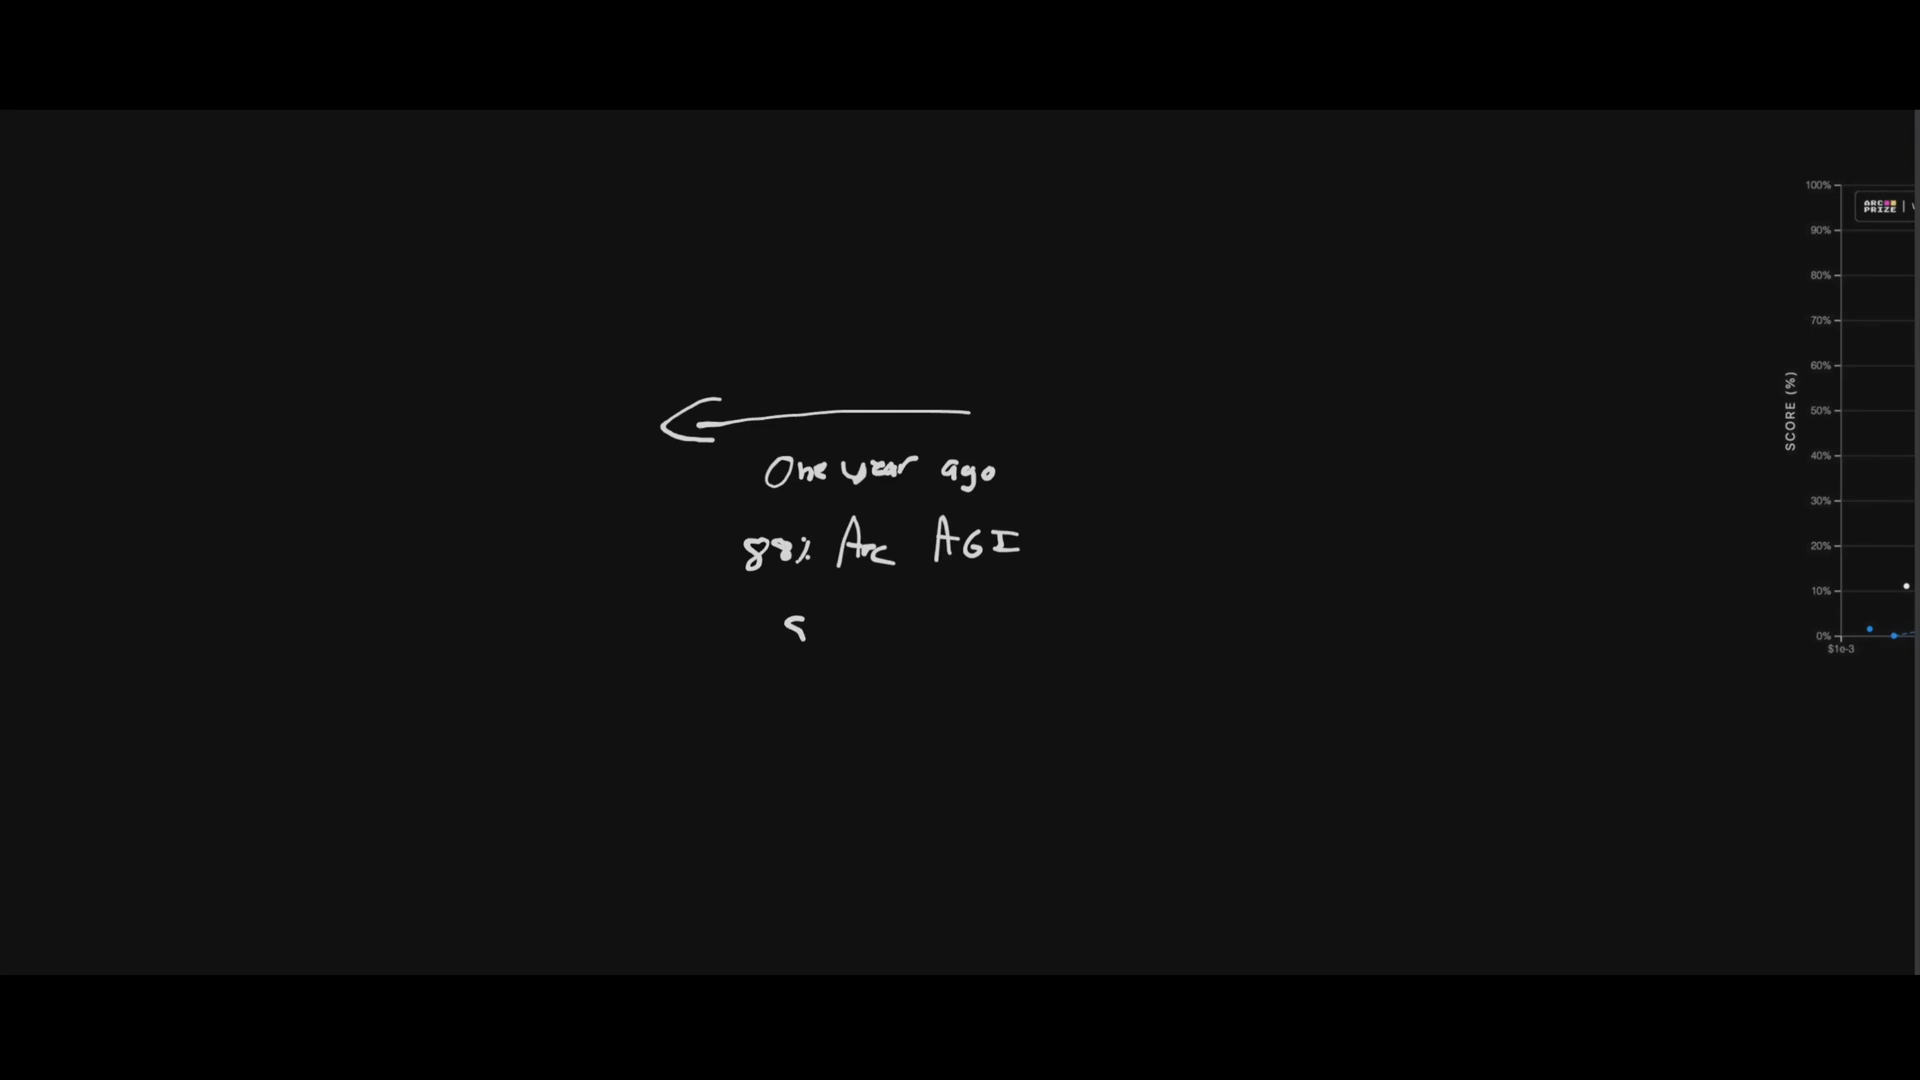 One year ago
88% Arc AGI
100%
ARC PRIZE |
90%
80%
70%
60%
SCORE (%)
50%
40%
30%
20%
10%
0%
$1e-3